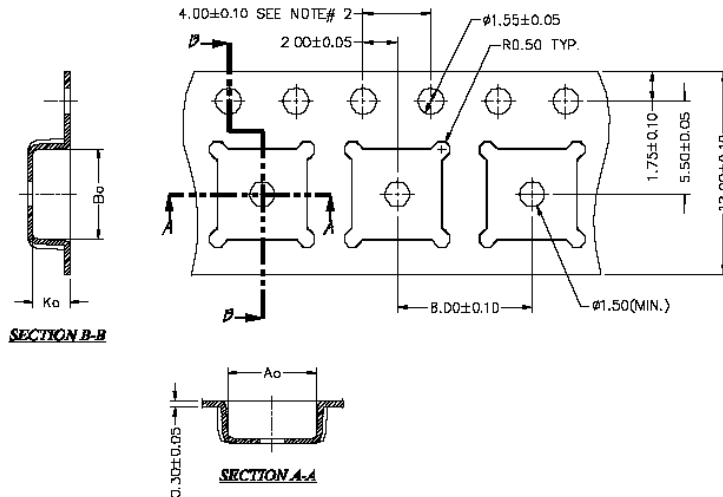 4.00±0.10 SEE NOTE# 2
ø1.55±0.05
B
2.00±0.05
R0.50 TYP.
1.75±0.10
5.50±0.05
Bo
A
A
Ko
8.00±0.10
ø1.50(MIN.)
B
SECTION B-B
Ao
0.30±0.05
SECTION A-A